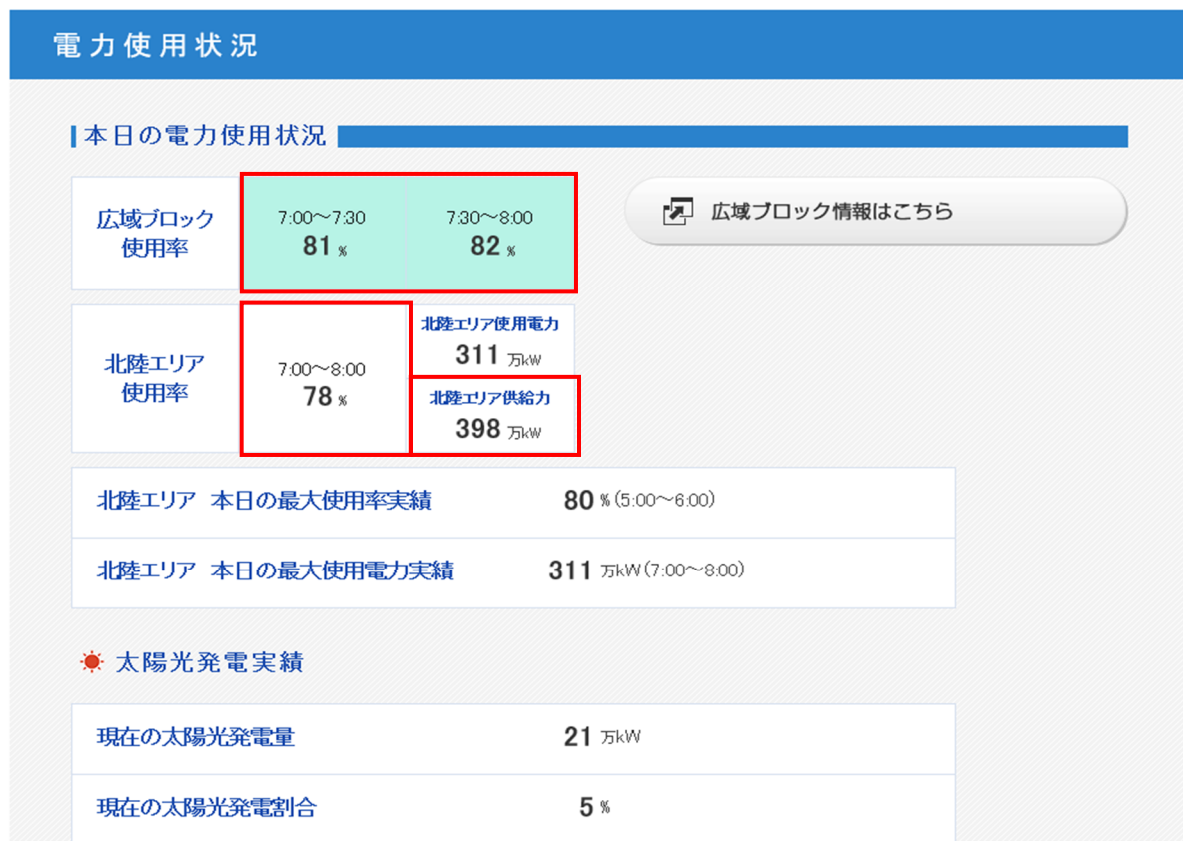 電力使用状況
本日の電力使用状況
広域ブロック
使用率
7:00～7:30
81 %
7:30～8:00
82 %
広域ブロック情報はこちら
北陸エリア
使用率
7:00～8:00
78 %
北陸エリア使用電力
311 万kW
北陸エリア供給力
398 万kW
北陸エリア 本日の最大使用率実績 80 %(5:00～6:00)
北陸エリア 本日の最大使用電力実績 311 万kW(7:00～8:00)
太陽光発電実績
現在の太陽光発電量 21 万kW
現在の太陽光発電割合 5 %